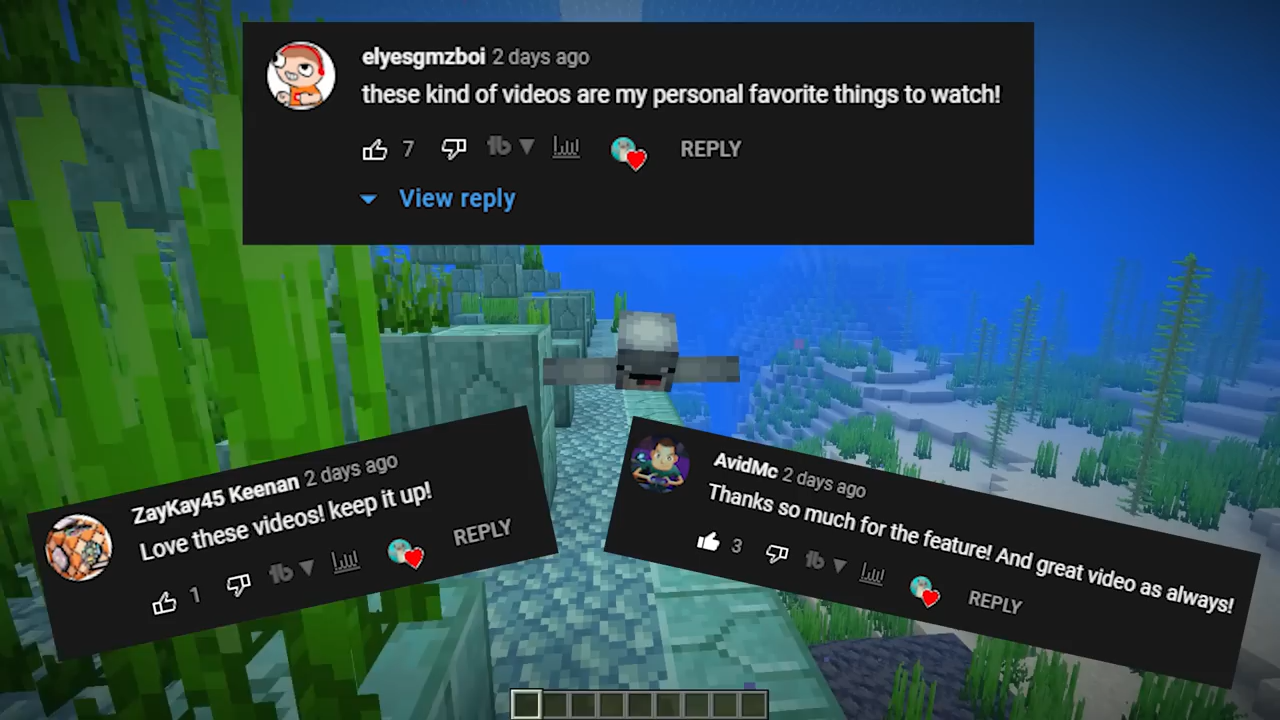 elyesgmzboi 2 days ago
these kind of videos are my personal favorite things to watch!
7 REPLY
View reply
ZayKay45 Keenan 2 days ago
Love these videos! keep it up!
1 REPLY
AvidMc 2 days ago
Thanks so much for the feature! And great video as always!
3 REPLY